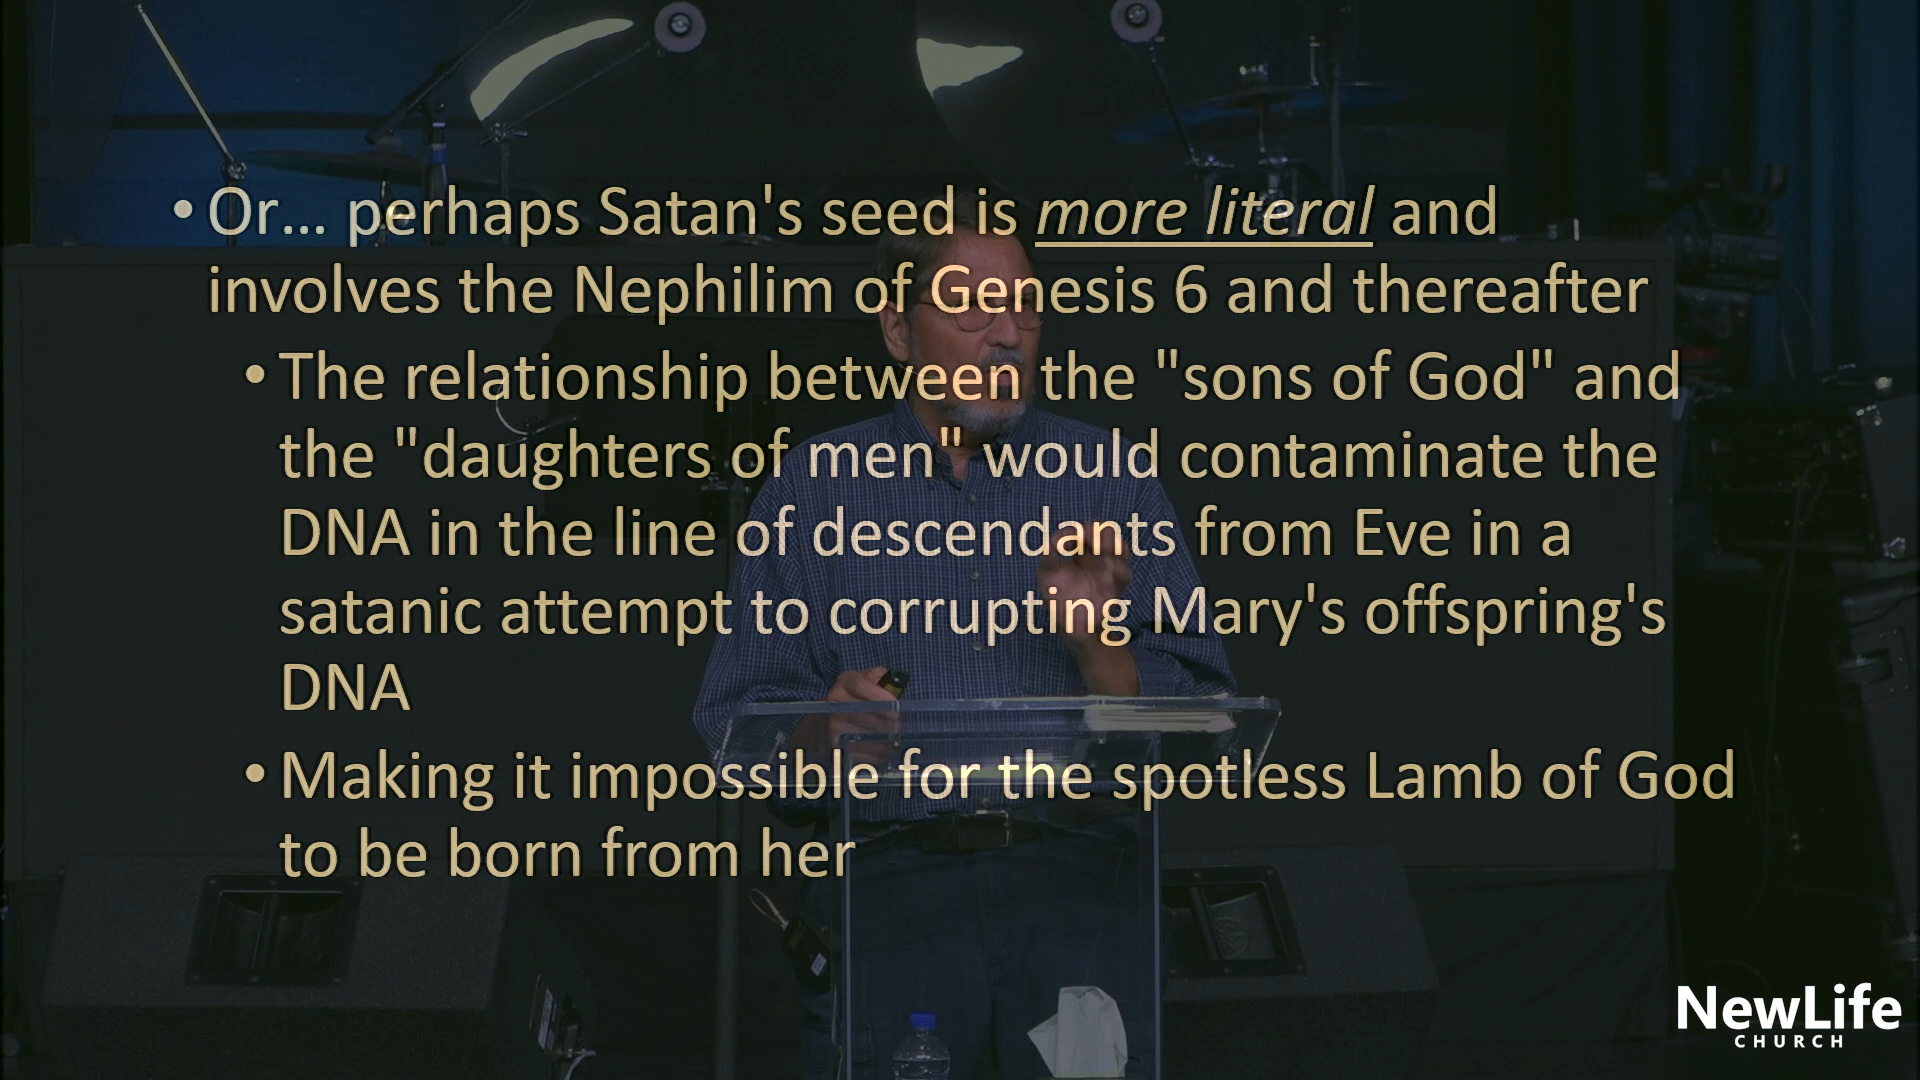 • Or... perhaps Satan's seed is more literal and
involves the Nephilim of Genesis 6 and thereafter
• The relationship between the "sons of God" and
the "daughters of men" would contaminate the
DNA in the line of descendants from Eve in a
satanic attempt to corrupting Mary's offspring's
DNA
• Making it impossible for the spotless Lamb of God
to be born from her
NewLife
CHURCH